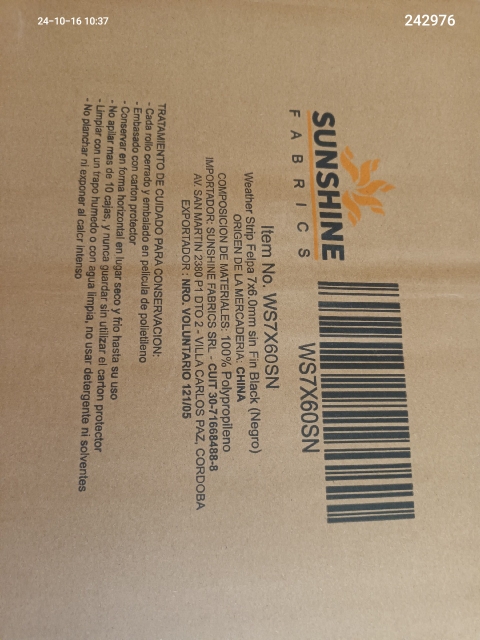 24-10-16 10:37
242976
SUNSHINE
FABRICS
WS7X60SN
Item No. WS7X60SN
Weather Strip Felpa 7x6.0mm sin Fin Black (Negro)
ORIGEN DE LA MERCADERIA: CHINA
COMPOSICION DE MATERIALES: 100% Polypropileno
IMPORTADOR: SUNSHINE FABRICS SRL - CUIT 30-71668488-8
AV. SAN MARTIN 2380 P1 DTO 2 - VILLA CARLOS PAZ, CORDOBA
EXPORTADOR: NRO. VOLUNTARIO 121/05
TRATAMIENTO DE CUIDADO PARA CONSERVACION:
- Cada rollo cerrado y embalado en pelicula de polietileno
- Embasado con carton protector
- Conservar en forma horizontal en lugar seco y frio hasta su uso
- No apilar mas de 10 cajas, y nunca guardar sin utilizar el carton protector
- Limpiar con un trapo humedo o con agua limpia, no usar detergente ni solventes
- No planchar ni exponer al calcr intenso